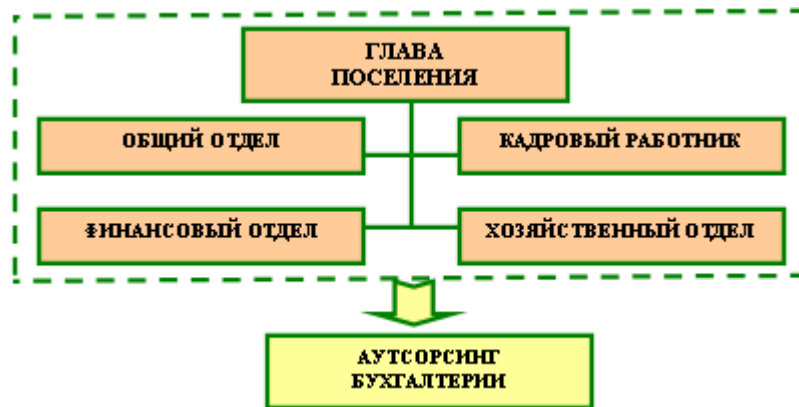 ГЛАВА
ПОСЕЛЕНИЯ
ОБЩИЙ ОТДЕЛ
КАДРОВЫЙ РАБОТНИК
ФИНАНСОВЫЙ ОТДЕЛ
ХОЗЯЙСТВЕННЫЙ ОТДЕЛ
АУТСОРСИНГ
БУХГАЛТЕРИИ